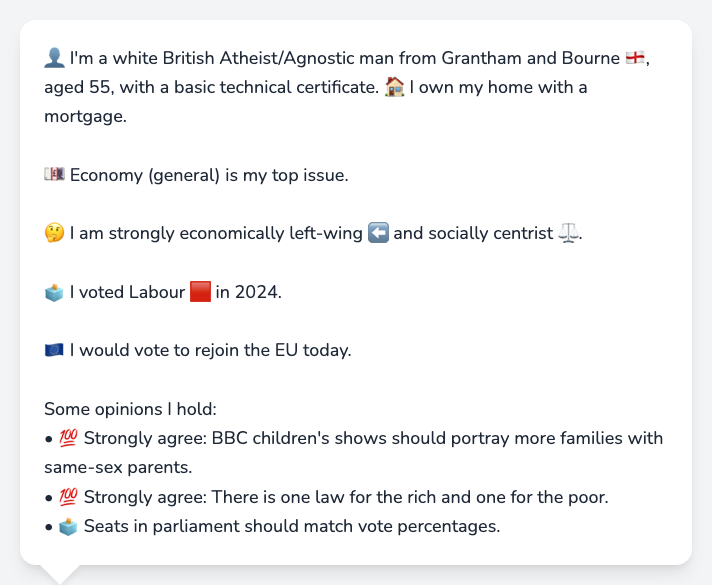 👤 I'm a white British Atheist/Agnostic man from Grantham and Bourne 🏴󠁧󠁢󠁥󠁮󠁧󠁿,
aged 55, with a basic technical certificate. 🏠 I own my home with a
mortgage.
💷 Economy (general) is my top issue.
🤔 I am strongly economically left-wing ⬅️ and socially centrist ⚖️.
🗳️ I voted Labour 🟥 in 2024.
🇪🇺 I would vote to rejoin the EU today.
Some opinions I hold:
• 💯 Strongly agree: BBC children's shows should portray more families with
same-sex parents.
• 💯 Strongly agree: There is one law for the rich and one for the poor.
• 🗳️ Seats in parliament should match vote percentages.